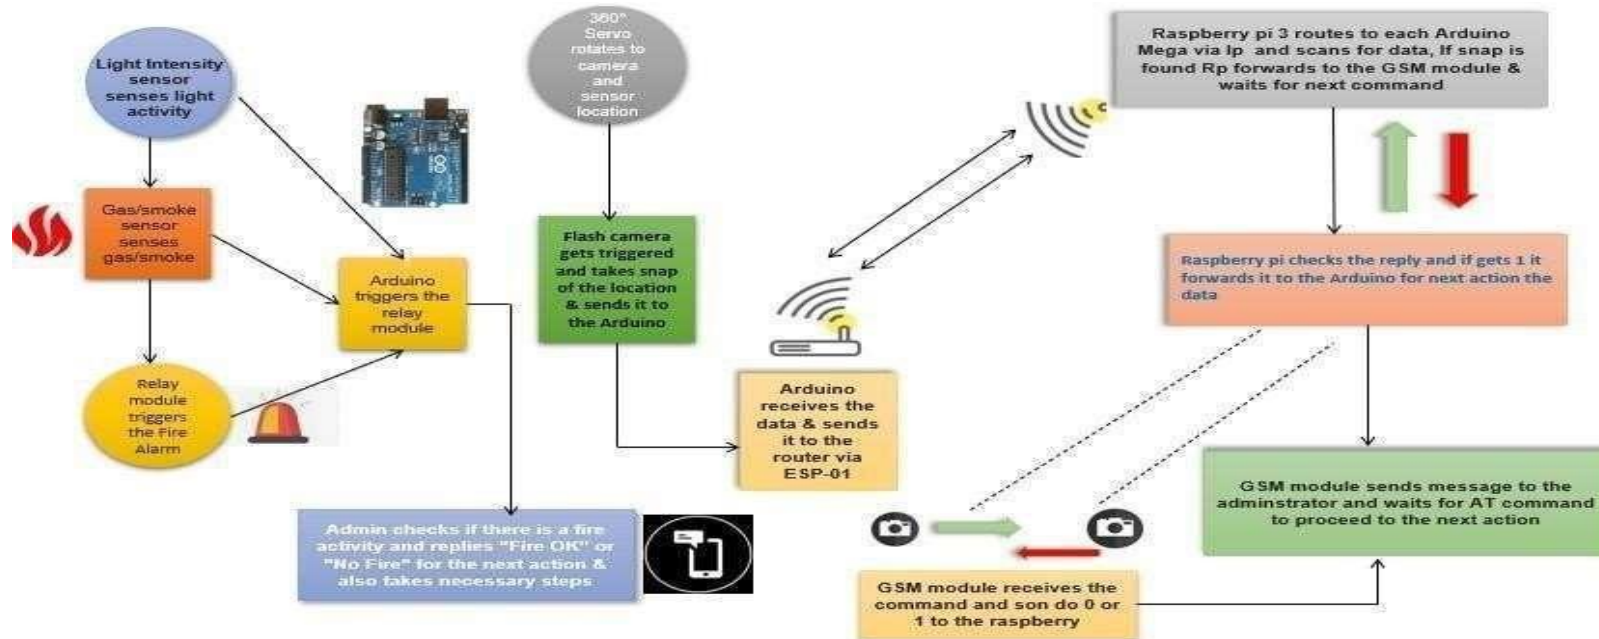 Light Intensity
sensor
senses light
activity
Gas/smoke
sensor
senses
gas/smoke
Relay
module
triggers
the Fire
Alarm
Arduino
triggers the
relay
module
360°
Servo
rotates to
camera
and
sensor
location
Flash camera
gets triggered
and takes snap
of the location
& sends it to
the Arduino
Arduino
receives the
data & sends
it to the
router via
ESP-01
Admin checks if there is a fire
activity and replies "Fire OK" or
"No Fire" for the next action &
also takes necessary steps
Raspberry pi 3 routes to each Arduino
Mega via Ip and scans for data, If snap is
found Rp forwards to the GSM module &
waits for next command
Raspberry pi checks the reply and if gets 1 it
forwards it to the Arduino for next action the
data
GSM module sends message to the
adminstrator and waits for AT command
to proceed to the next action
GSM module receives the
command and son do 0 or
1 to the raspberry